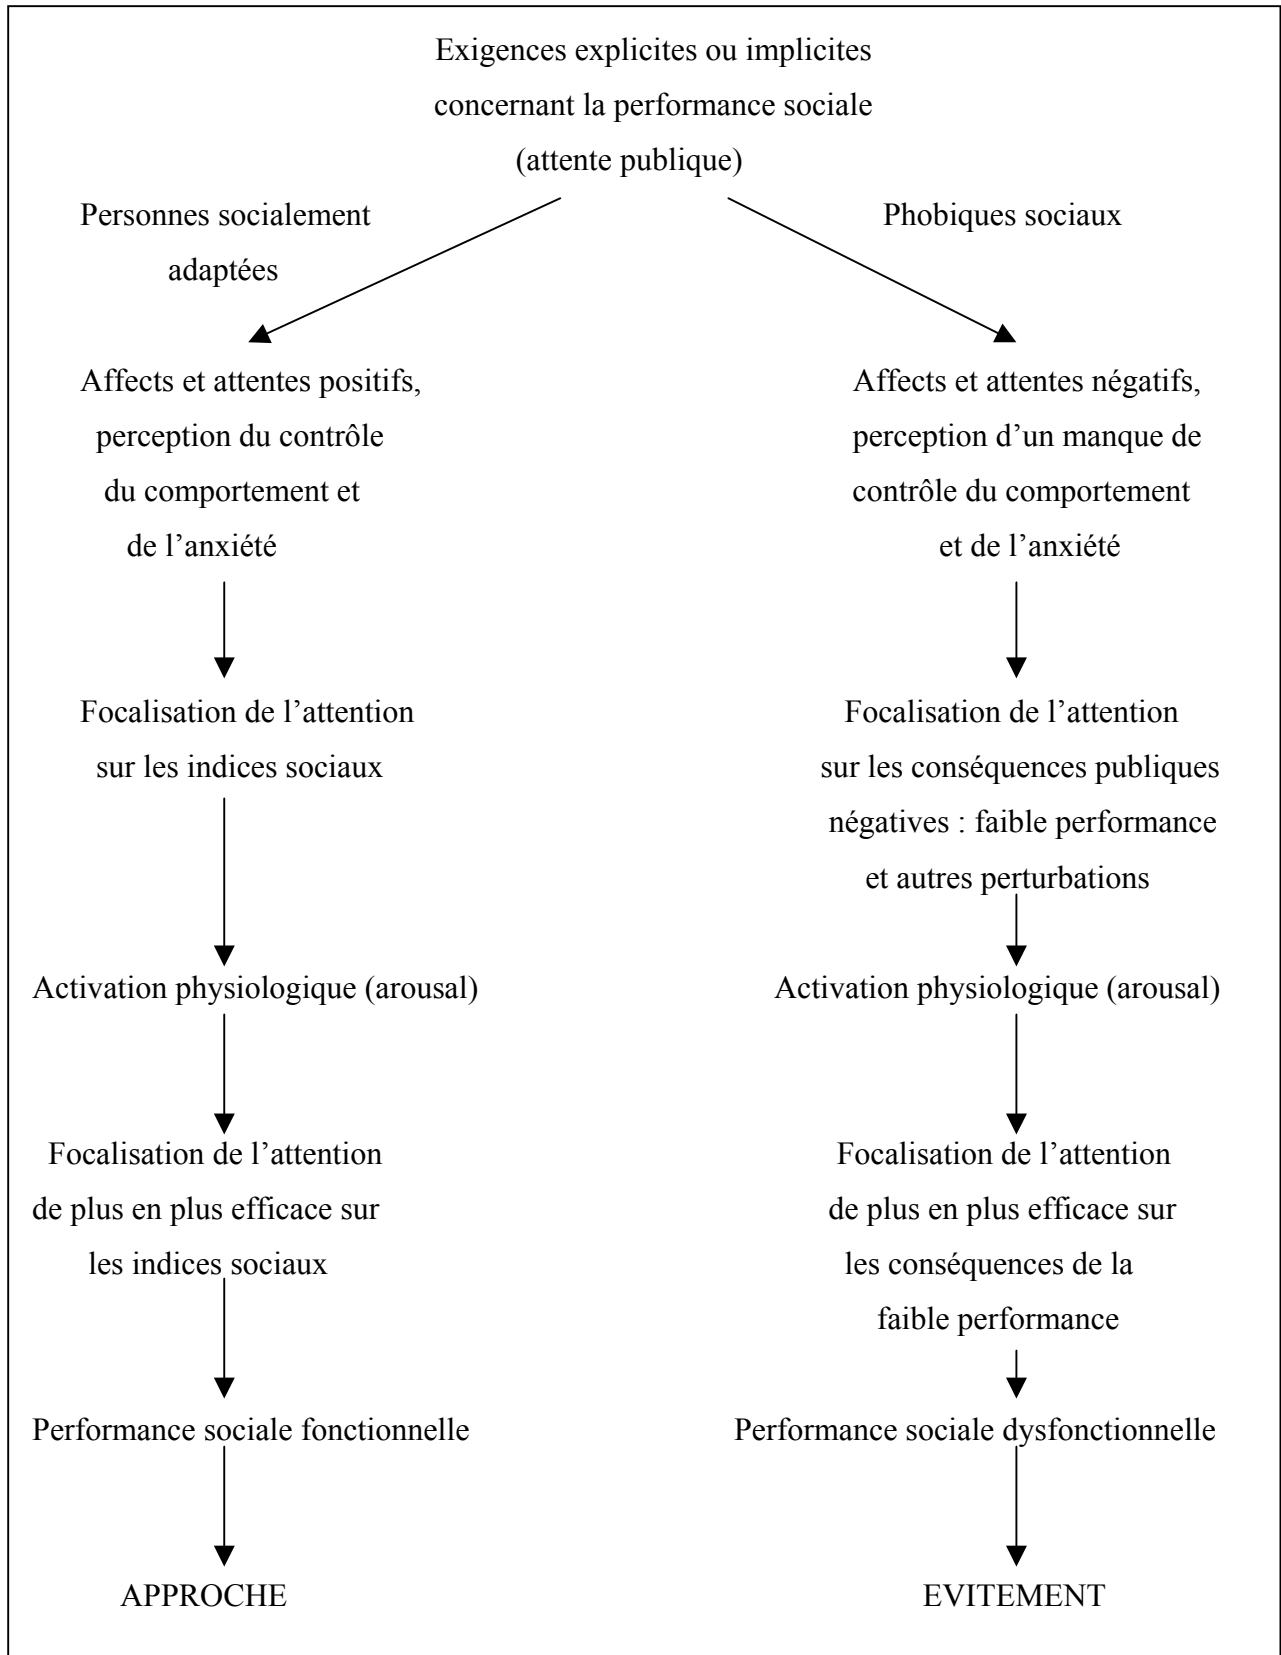 Exigences explicites ou implicites
concernant la performance sociale
(attente publique)
Personnes socialement
adaptées
Phobiques sociaux
Affects et attentes positifs,
perception du contrôle
du comportement et
de l’anxiété
Affects et attentes négatifs,
perception d’un manque de
contrôle du comportement
et de l’anxiété
Focalisation de l’attention
sur les indices sociaux
Focalisation de l’attention
sur les conséquences publiques
négatives : faible performance
et autres perturbations
Activation physiologique (arousal)
Activation physiologique (arousal)
Focalisation de l’attention
de plus en plus efficace sur
les indices sociaux
Focalisation de l’attention
de plus en plus efficace sur
les conséquences de la
faible performance
Performance sociale fonctionnelle
Performance sociale dysfonctionnelle
APPROCHE
EVITEMENT